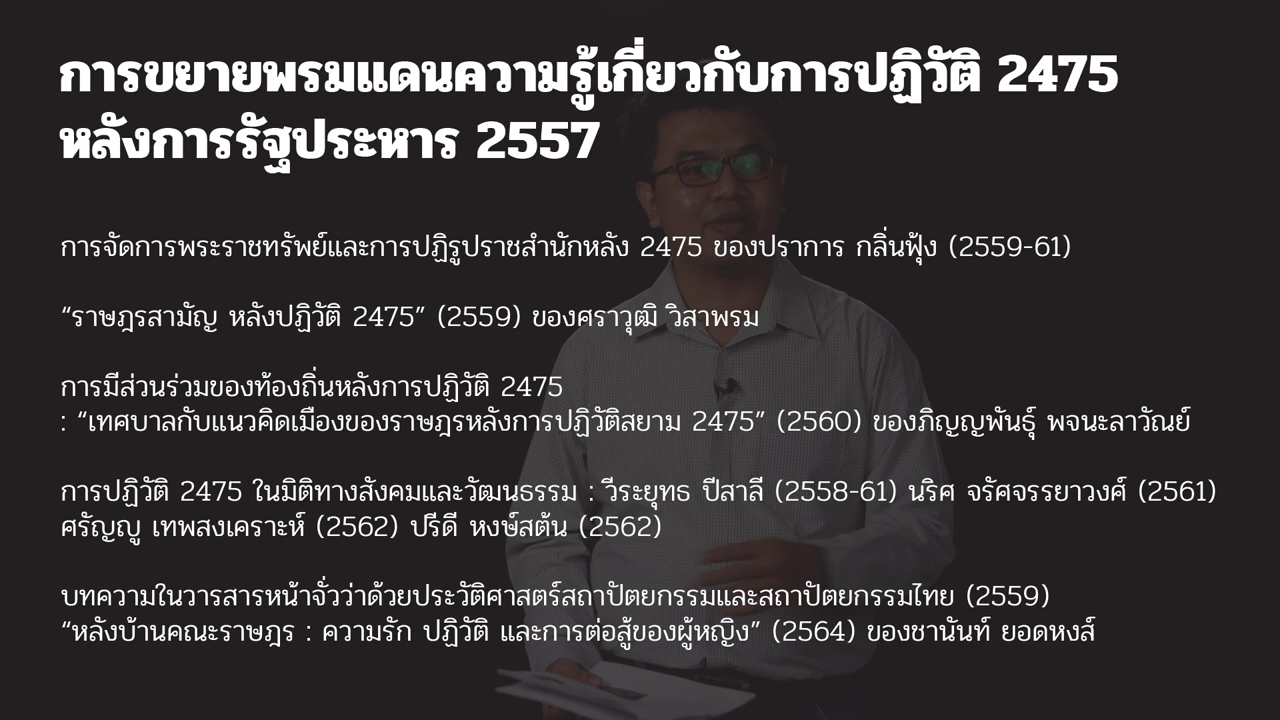 การขยายพรมแดนความรู้เกี่ยวกับการปฏิวัติ 2475
หลังการรัฐประหาร 2557
การจัดการพระราชทรัพย์และการปฏิรูปราชสำนักหลัง 2475 ของปราการ กลิ่นฟุ้ง (2559-61)
“ราษฎรสามัญ หลังปฏิวัติ 2475” (2559) ของศราวุฒิ วิสาพรม
การมีส่วนร่วมของท้องถิ่นหลังการปฏิวัติ 2475
: “เทศบาลกับแนวคิดเมืองของราษฎรหลังการปฏิวัติสยาม 2475” (2560) ของภิญญพันธุ์ พจนะลาวัณย์
การปฏิวัติ 2475 ในมิติทางสังคมและวัฒนธรรม : วีระยุทธ ปีสาลี (2558-61) นริศ จรัศจรรยาวงศ์ (2561)
ศรัญญู เทพสงเคราะห์ (2562) ปรีดี หงษ์สต้น (2562)
บทความในวารสารหน้าจั่วว่าด้วยประวัติศาสตร์สถาปัตยกรรมและสถาปัตยกรรมไทย (2559)
“หลังบ้านคณะราษฎร : ความรัก ปฏิวัติ และการต่อสู้ของผู้หญิง” (2564) ของชานันท์ ยอดหงส์